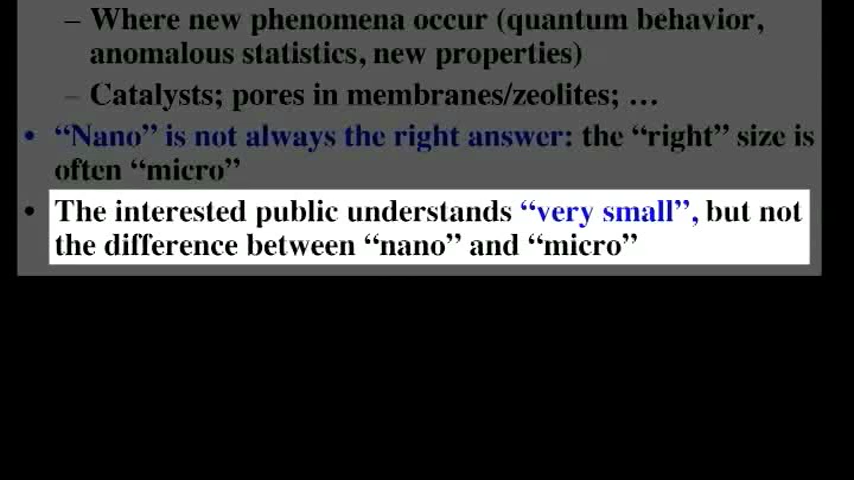 – Where new phenomena occur (quantum behavior,
anomalous statistics, new properties)
– Catalysts; pores in membranes/zeolites; …
• “Nano” is not always the right answer: the “right” size is
often “micro”
• The interested public understands “very small”, but not
the difference between “nano” and “micro”